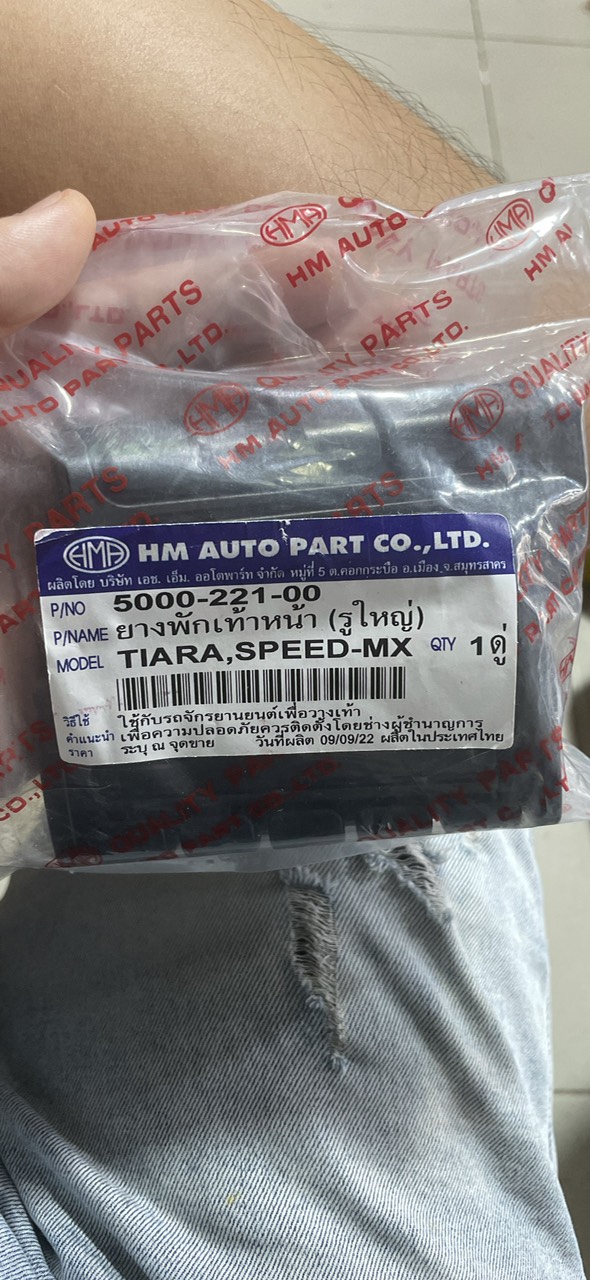 HMA
HM AUTO
QUALITY PARTS
HM AUTO PART CO.,LTD.
HMA HM AUTO PART CO.,LTD.
ผลิตโดย บริษัท เอช. เอ็ม. ออโตพาร์ท จำกัด หมู่ที่ 5 ต.คอกกระบือ อ.เมือง.จ.สมุทรสาคร
P/NO 5000-221-00
P/NAME ยางพักเท้าหน้า (รูใหญ่)
MODEL TIARA,SPEED-MX QTY 1คู่
วิธีใช้ ใช้กับรถจักรยานยนต์เพื่อวางเท้า
คำแนะนำ เพื่อความปลอดภัยควรติดตั้งโดยช่างผู้ชำนาญการ
ราคา ระบุ ณ จุดขาย วันที่ผลิต 09/09/22 ผลิตในประเทศไทย
HMA QUALITY PARTS